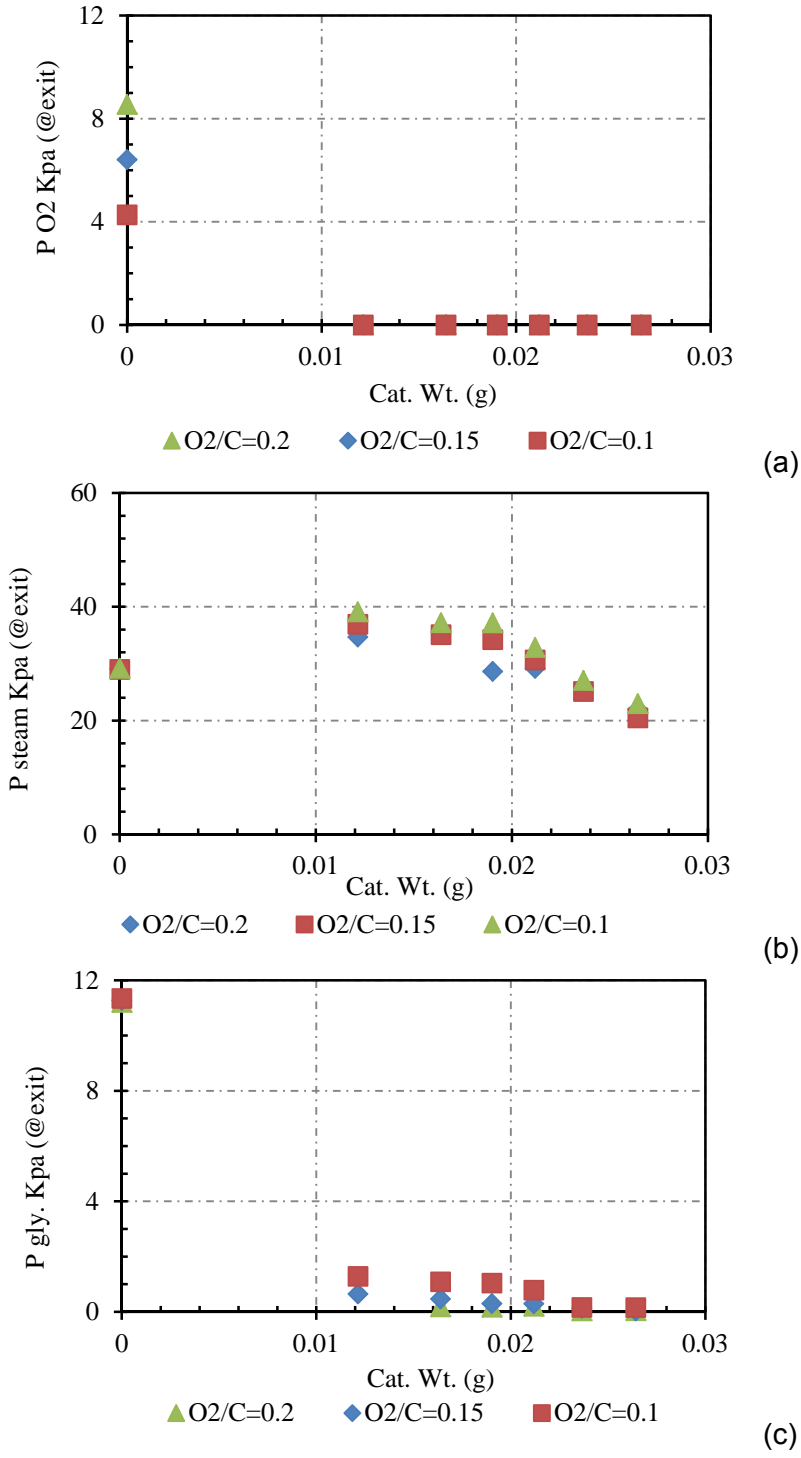 12
8
4
0
P O2 Kpa (@exit)
0 0.01 0.02 0.03
Cat. Wt. (g)
O2/C=0.2 O2/C=0.15 O2/C=0.1
(a)
60
40
20
0
P steam Kpa (@exit)
0 0.01 0.02 0.03
Cat. Wt. (g)
O2/C=0.2 O2/C=0.15 O2/C=0.1
(b)
12
8
4
0
P gly. Kpa (@exit)
0 0.01 0.02 0.03
Cat. Wt. (g)
O2/C=0.2 O2/C=0.15 O2/C=0.1
(c)